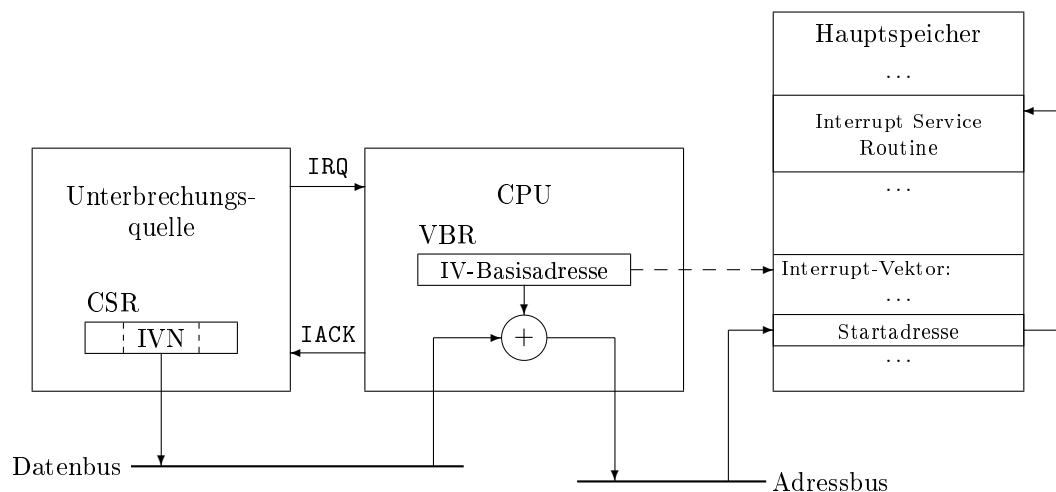 Hauptspeicher
...
Interrupt Service
Routine
...
Interrupt-Vektor:
...
Startadresse
...
Unterbrechungs-
quelle
CSR
IVN
IRQ
IACK
CPU
VBR
IV-Basisadresse
+
Datenbus
Adressbus